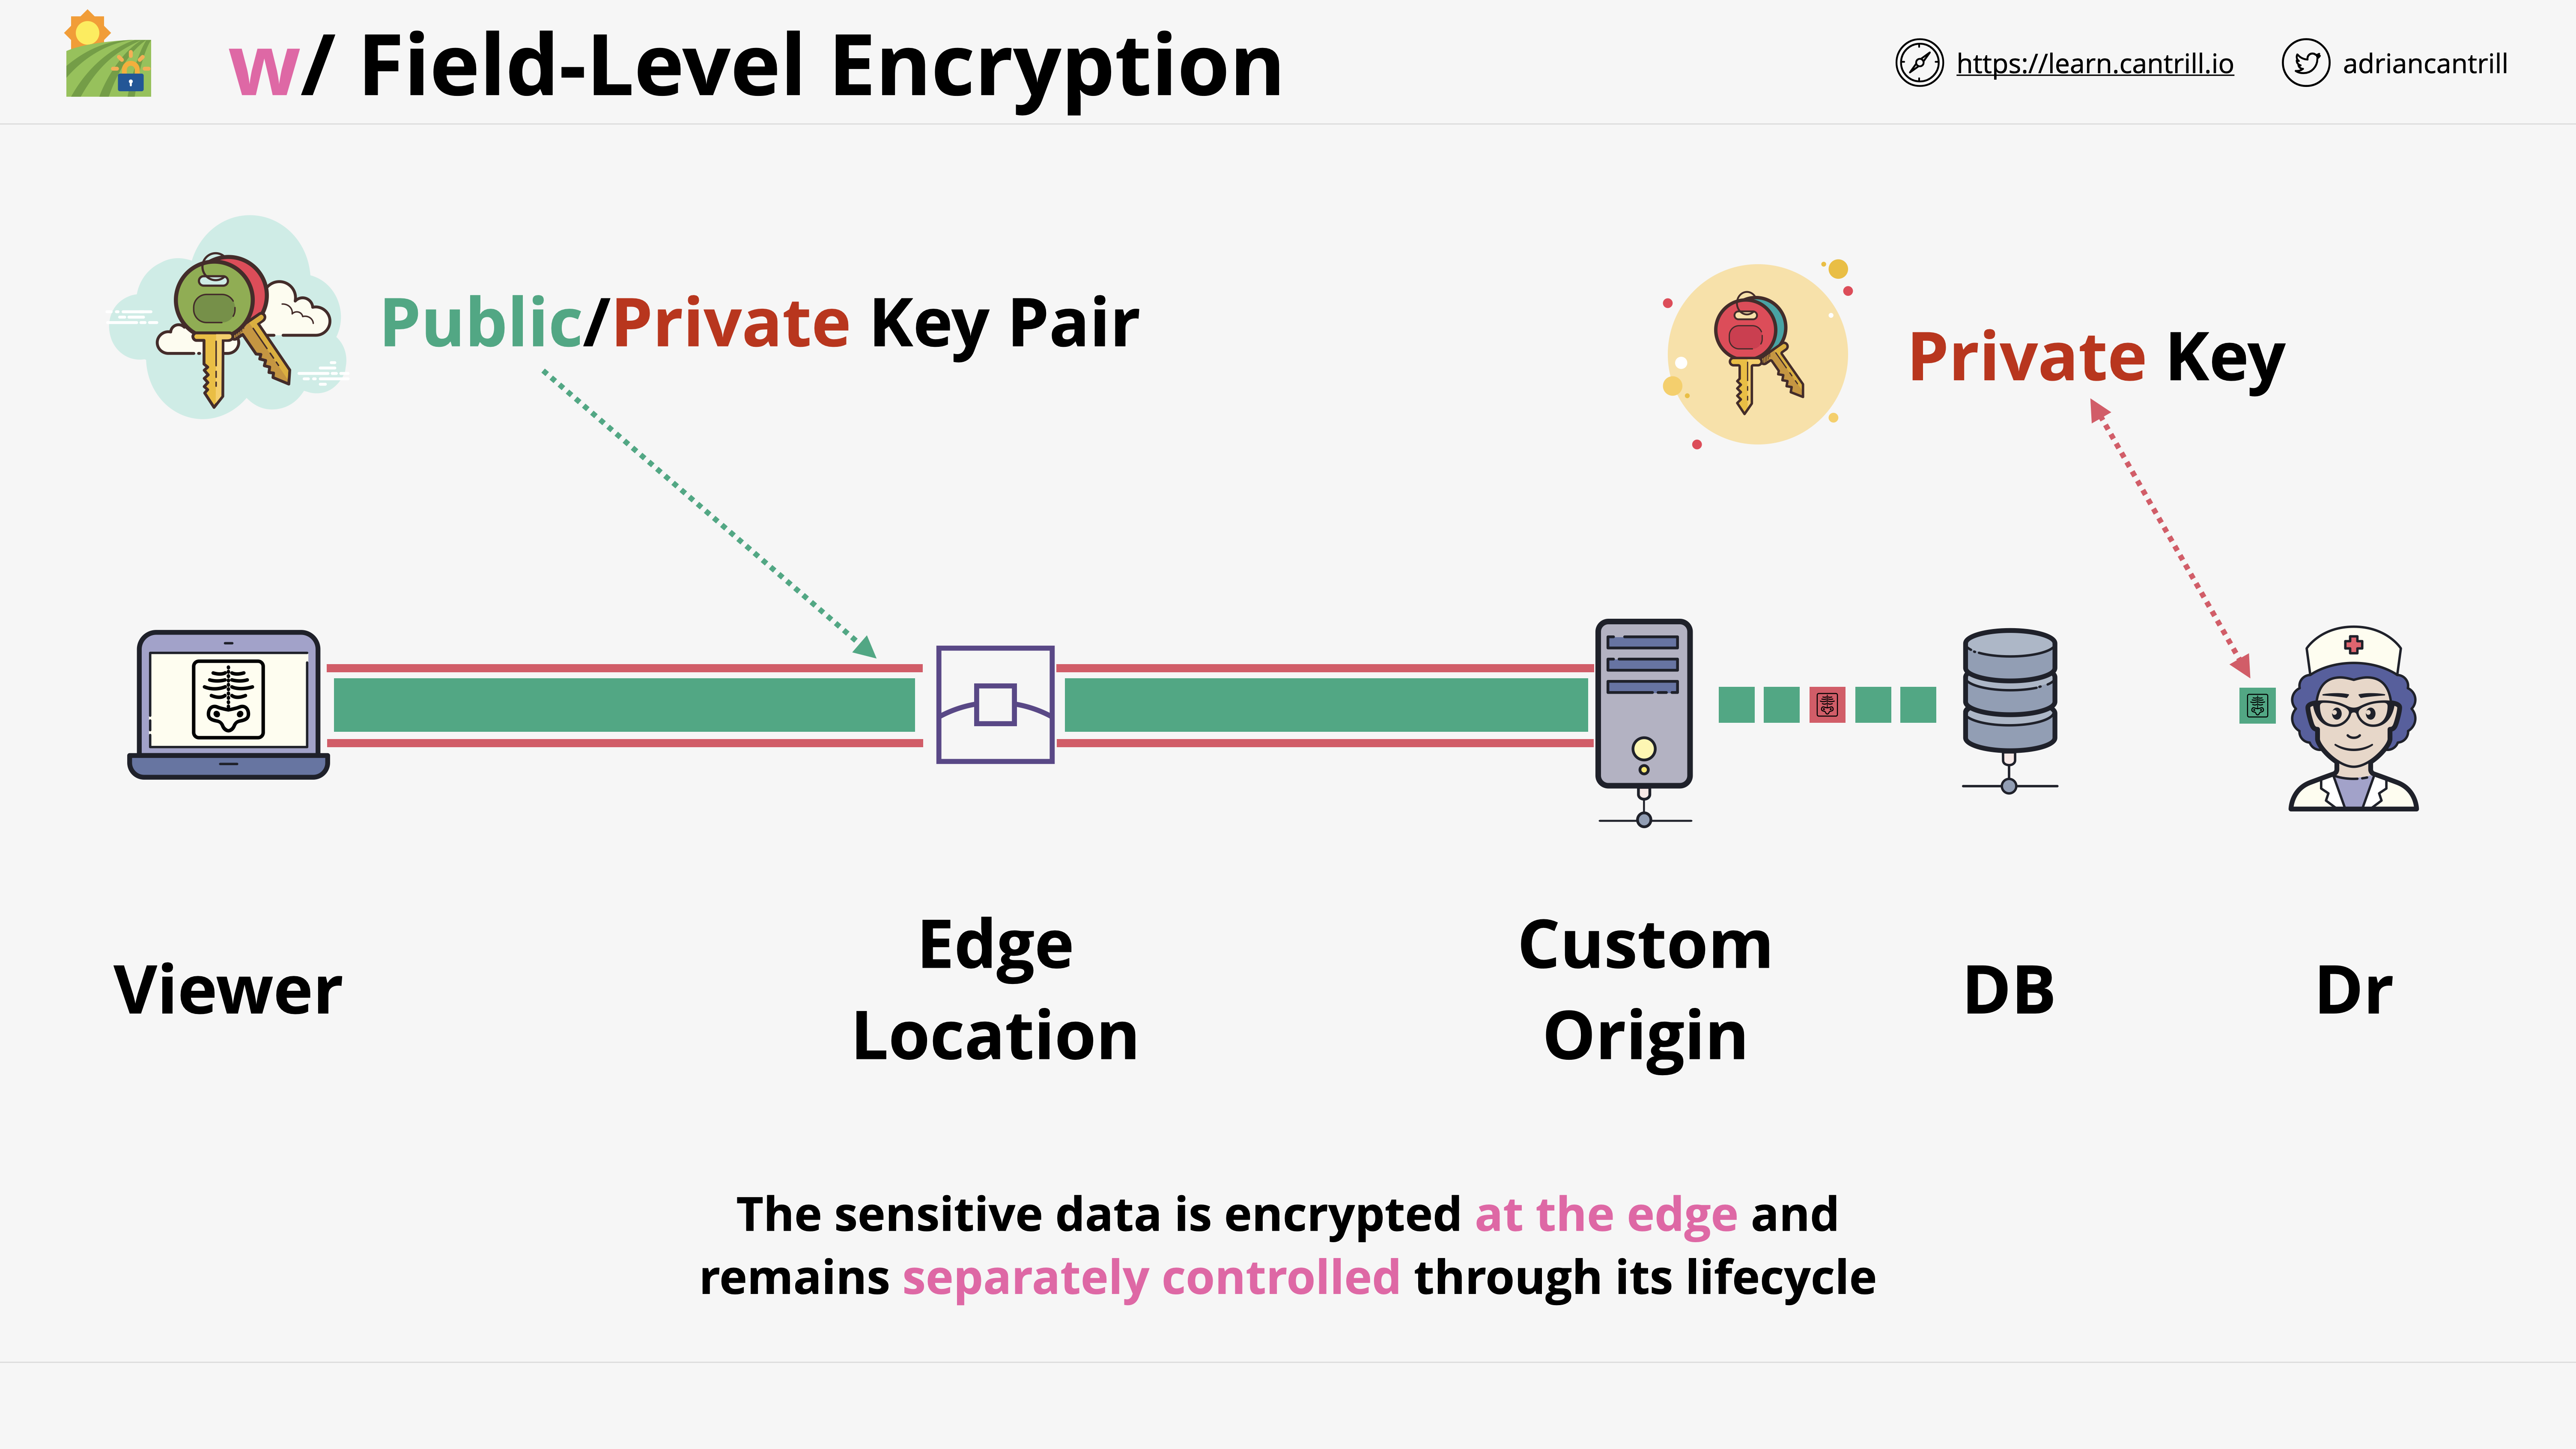 w/ Field-Level Encryption
https://learn.cantrill.io
adriancantrill
Public/Private Key Pair
Private Key
Viewer
Edge
Location
Custom
Origin
DB
Dr
The sensitive data is encrypted at the edge and
remains separately controlled through its lifecycle